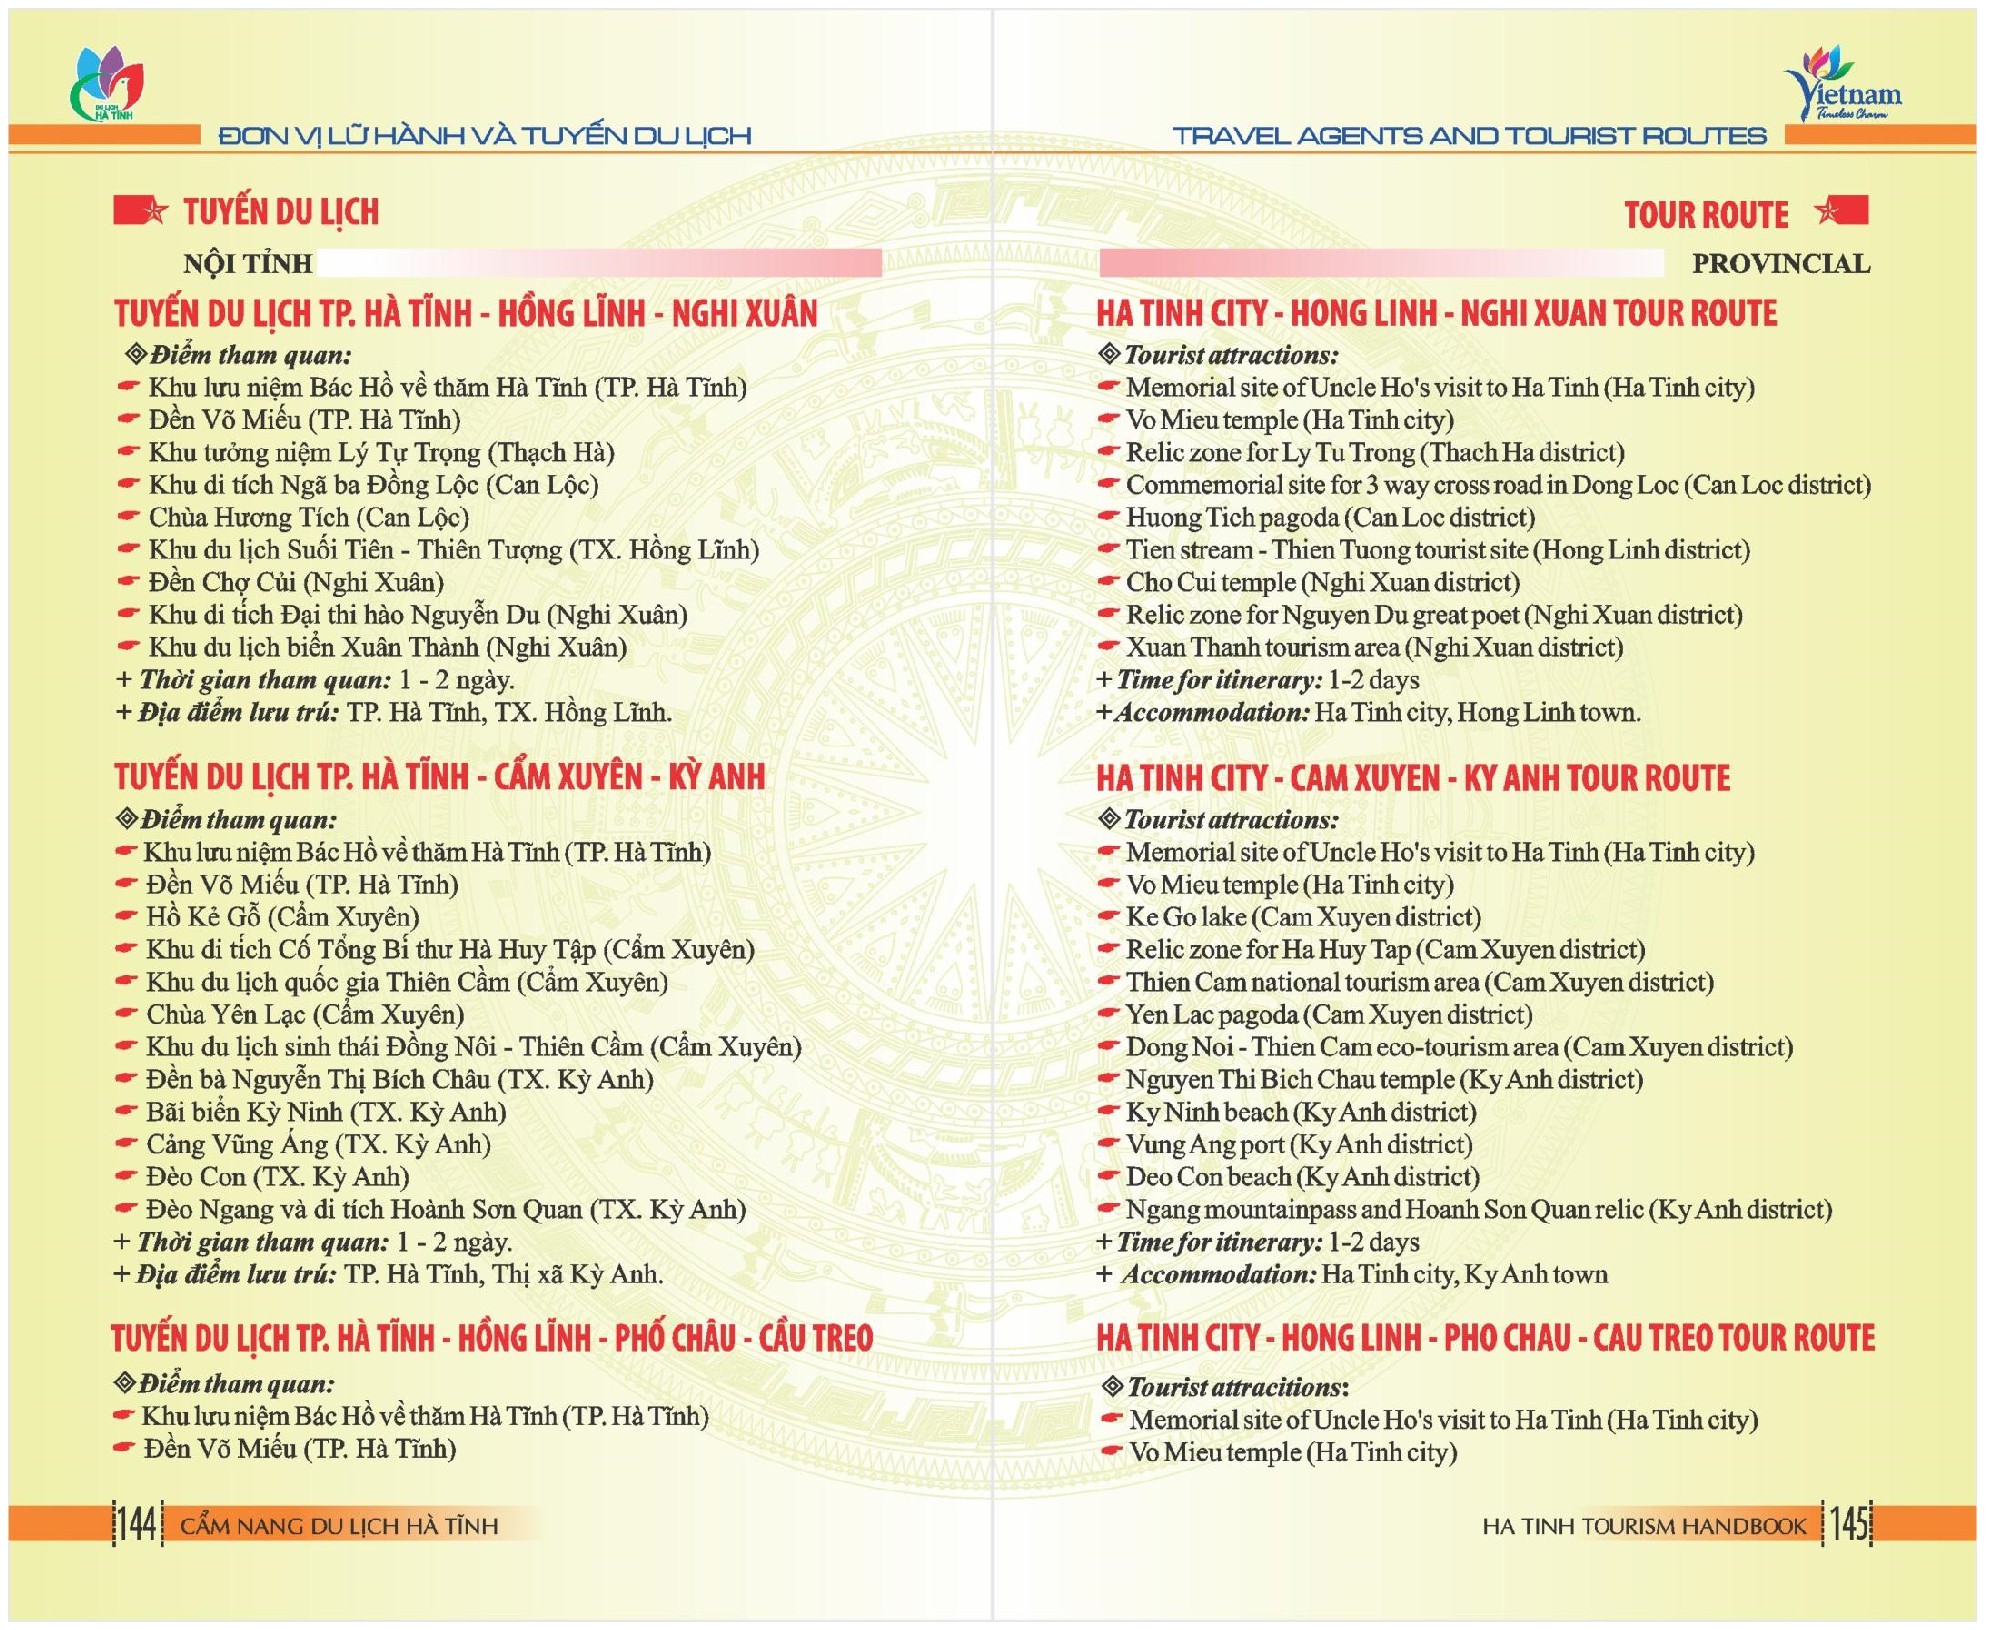 DU LỊCH
HÀ TĨNH
ĐƠN VỊ LỮ HÀNH VÀ TUYẾN DU LỊCH
TUYẾN DU LỊCH
NỘI TỈNH
TUYẾN DU LỊCH TP. HÀ TĨNH - HỒNG LĨNH - NGHI XUÂN
Điểm tham quan:
Khu lưu niệm Bác Hồ về thăm Hà Tĩnh (TP. Hà Tĩnh)
Đền Võ Miếu (TP. Hà Tĩnh)
Khu tưởng niệm Lý Tự Trọng (Thạch Hà)
Khu di tích Ngã ba Đồng Lộc (Can Lộc)
Chùa Hương Tích (Can Lộc)
Khu du lịch Suối Tiên - Thiên Tượng (TX. Hồng Lĩnh)
Đền Chợ Củi (Nghi Xuân)
Khu di tích Đại thi hào Nguyễn Du (Nghi Xuân)
Khu du lịch biển Xuân Thành (Nghi Xuân)
+ Thời gian tham quan: 1 - 2 ngày.
+ Địa điểm lưu trú: TP. Hà Tĩnh, TX. Hồng Lĩnh.
TUYẾN DU LỊCH TP. HÀ TĨNH - CẨM XUYÊN - KỲ ANH
Điểm tham quan:
Khu lưu niệm Bác Hồ về thăm Hà Tĩnh (TP. Hà Tĩnh)
Đền Võ Miếu (TP. Hà Tĩnh)
Hồ Kẻ Gỗ (Cẩm Xuyên)
Khu di tích Cố Tổng Bí thư Hà Huy Tập (Cẩm Xuyên)
Khu du lịch quốc gia Thiên Cầm (Cẩm Xuyên)
Chùa Yên Lạc (Cẩm Xuyên)
Khu du lịch sinh thái Đồng Nôi - Thiên Cầm (Cẩm Xuyên)
Đền bà Nguyễn Thị Bích Châu (TX. Kỳ Anh)
Bãi biển Kỳ Ninh (TX. Kỳ Anh)
Cảng Vũng Áng (TX. Kỳ Anh)
Đèo Con (TX. Kỳ Anh)
Đèo Ngang và di tích Hoành Sơn Quan (TX. Kỳ Anh)
+ Thời gian tham quan: 1 - 2 ngày.
+ Địa điểm lưu trú: TP. Hà Tĩnh, Thị xã Kỳ Anh.
TUYẾN DU LỊCH TP. HÀ TĨNH - HỒNG LĨNH - PHỐ CHÂU - CẦU TREO
Điểm tham quan:
Khu lưu niệm Bác Hồ về thăm Hà Tĩnh (TP. Hà Tĩnh)
Đền Võ Miếu (TP. Hà Tĩnh)
144 CẨM NANG DU LỊCH HÀ TĨNH
Vietnam
Timeless Charm
TRAVEL AGENTS AND TOURIST ROUTES
TOUR ROUTE
PROVINCIAL
HA TINH CITY - HONG LINH - NGHI XUAN TOUR ROUTE
Tourist attractions:
Memorial site of Uncle Ho's visit to Ha Tinh (Ha Tinh city)
Vo Mieu temple (Ha Tinh city)
Relic zone for Ly Tu Trong (Thach Ha district)
Commemorial site for 3 way cross road in Dong Loc (Can Loc district)
Huong Tich pagoda (Can Loc district)
Tien stream - Thien Tuong tourist site (Hong Linh district)
Cho Cui temple (Nghi Xuan district)
Relic zone for Nguyen Du great poet (Nghi Xuan district)
Xuan Thanh tourism area (Nghi Xuan district)
+ Time for itinerary: 1-2 days
+ Accommodation: Ha Tinh city, Hong Linh town.
HA TINH CITY - CAM XUYEN - KY ANH TOUR ROUTE
Tourist attractions:
Memorial site of Uncle Ho's visit to Ha Tinh (Ha Tinh city)
Vo Mieu temple (Ha Tinh city)
Ke Go lake (Cam Xuyen district)
Relic zone for Ha Huy Tap (Cam Xuyen district)
Thien Cam national tourism area (Cam Xuyen district)
Yen Lac pagoda (Cam Xuyen district)
Dong Noi - Thien Cam eco-tourism area (Cam Xuyen district)
Nguyen Thi Bich Chau temple (Ky Anh district)
Ky Ninh beach (Ky Anh district)
Vung Ang port (Ky Anh district)
Deo Con beach (Ky Anh district)
Ngang mountainpass and Hoanh Son Quan relic (Ky Anh district)
+ Time for itinerary: 1-2 days
+ Accommodation: Ha Tinh city, Ky Anh town
HA TINH CITY - HONG LINH - PHO CHAU - CAU TREO TOUR ROUTE
Tourist attracitions:
Memorial site of Uncle Ho's visit to Ha Tinh (Ha Tinh city)
Vo Mieu temple (Ha Tinh city)
HA TINH TOURISM HANDBOOK 145